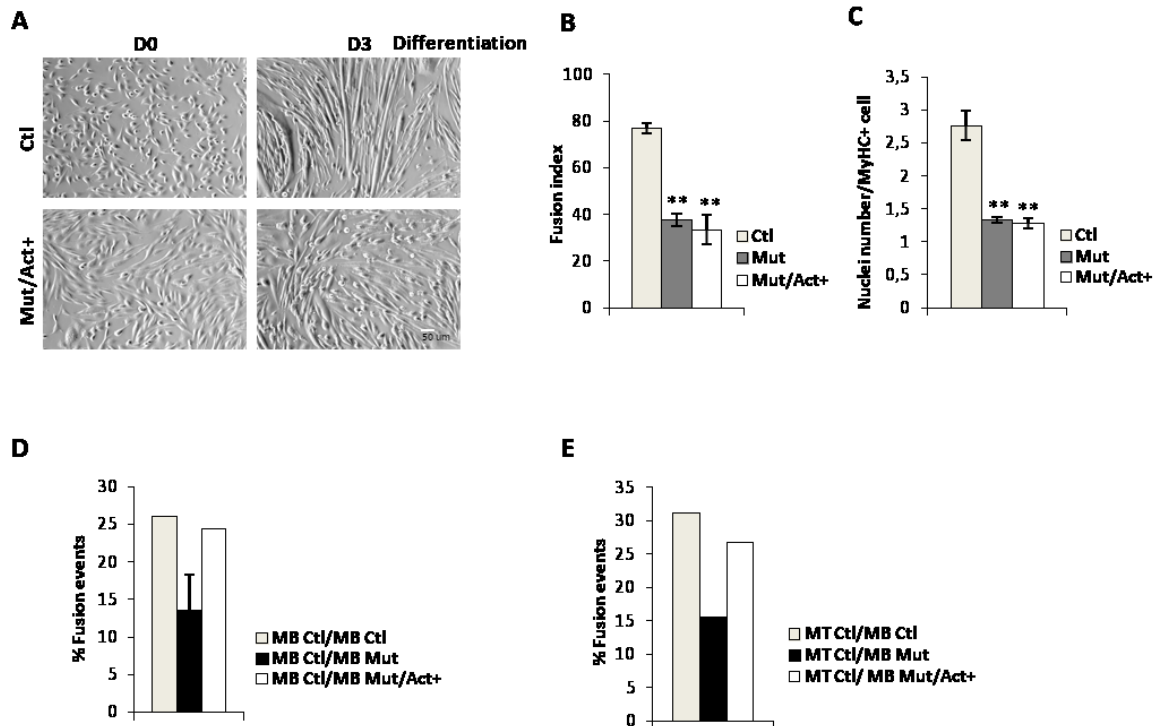 A
D0
D3 Differentiation
Ctl
Mut/Act+
50 um
B
Fusion index
100
80
60
40
20
0
** **
Ctl
Mut
Mut/Act+
C
Nuclei number/MyHC+ cell
3,5
3
2,5
2
1,5
1
0,5
0
** **
Ctl
Mut
Mut/Act+
D
% Fusion events
30
25
20
15
10
5
0
MB Ctl/MB Ctl
MB Ctl/MB Mut
MB Ctl/MB Mut/Act+
E
% Fusion events
35
30
25
20
15
10
5
0
MT Ctl/MB Ctl
MT Ctl/MB Mut
MT Ctl/ MB Mut/Act+